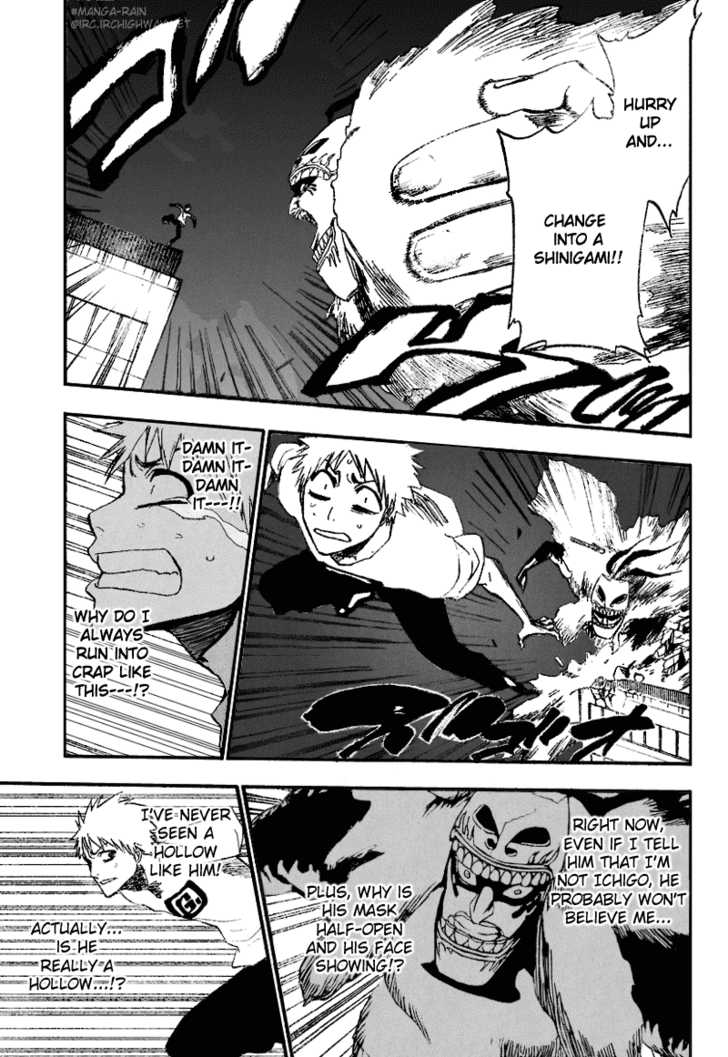 #MANGA-RAIN
@IRC.IRCHIGHWAY.NET
HURRY
UP
AND...
CHANGE
INTO A
SHINIGAMI!!
DAMN IT-
DAMN IT-
DAMN
IT---!!
WHY DO I
ALWAYS
RUN INTO
CRAP LIKE
THIS---!?
RIGHT NOW,
EVEN IF I TELL
HIM THAT I'M
NOT ICHIGO, HE
PROBABLY WON'T
BELIEVE ME...
PLUS, WHY IS
HIS MASK
HALF-OPEN
AND HIS FACE
SHOWING!?
I'VE NEVER
SEEN A
HOLLOW
LIKE HIM!
G.
ACTUALLY...
IS HE
REALLY A
HOLLOW...!?